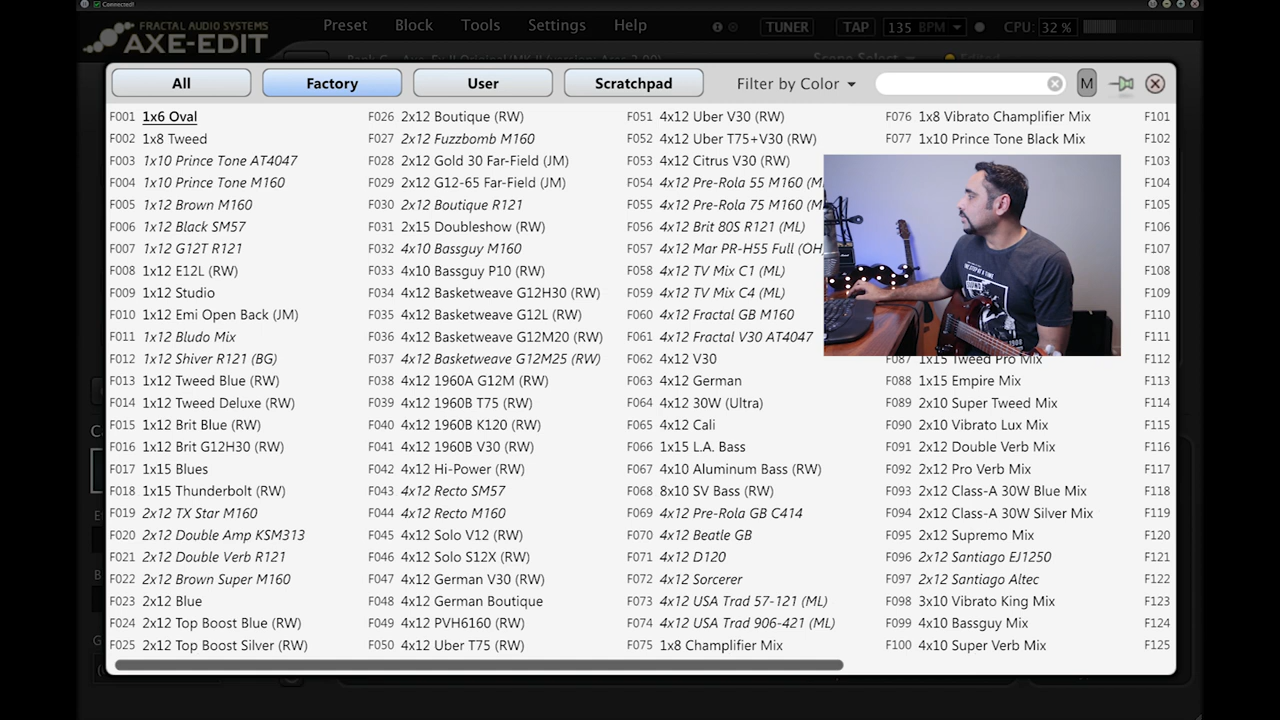 Connected!
FRACTAL AUDIO SYSTEMS
AXE-EDIT
Preset Block Tools Settings Help
TUNER TAP 135 BPM CPU: 32 %
All Factory User Scratchpad Filter by Color M
F001 1x6 Oval
F002 1x8 Tweed
F003 1x10 Prince Tone AT4047
F004 1x10 Prince Tone M160
F005 1x12 Brown M160
F006 1x12 Black SM57
F007 1x12 G12T R121
F008 1x12 E12L (RW)
F009 1x12 Studio
F010 1x12 Emi Open Back (JM)
F011 1x12 Bludo Mix
F012 1x12 Shiver R121 (BG)
F013 1x12 Tweed Blue (RW)
F014 1x12 Tweed Deluxe (RW)
F015 1x12 Brit Blue (RW)
F016 1x12 Brit G12H30 (RW)
F017 1x15 Blues
F018 1x15 Thunderbolt (RW)
F019 2x12 TX Star M160
F020 2x12 Double Amp KSM313
F021 2x12 Double Verb R121
F022 2x12 Brown Super M160
F023 2x12 Blue
F024 2x12 Top Boost Blue (RW)
F025 2x12 Top Boost Silver (RW)
F026 2x12 Boutique (RW)
F027 2x12 Fuzzbomb M160
F028 2x12 Gold 30 Far-Field (JM)
F029 2x12 G12-65 Far-Field (JM)
F030 2x12 Boutique R121
F031 2x15 Doubleshow (RW)
F032 4x10 Bassguy M160
F033 4x10 Bassguy P10 (RW)
F034 4x12 Basketweave G12H30 (RW)
F035 4x12 Basketweave G12L (RW)
F036 4x12 Basketweave G12M20 (RW)
F037 4x12 Basketweave G12M25 (RW)
F038 4x12 1960A G12M (RW)
F039 4x12 1960B T75 (RW)
F040 4x12 1960B K120 (RW)
F041 4x12 1960B V30 (RW)
F042 4x12 Hi-Power (RW)
F043 4x12 Recto SM57
F044 4x12 Recto M160
F045 4x12 Solo V12 (RW)
F046 4x12 Solo S12X (RW)
F047 4x12 German V30 (RW)
F048 4x12 German Boutique
F049 4x12 PVH6160 (RW)
F050 4x12 Uber T75 (RW)
F051 4x12 Uber V30 (RW)
F052 4x12 Uber T75+V30 (RW)
F053 4x12 Citrus V30 (RW)
F054 4x12 Pre-Rola 55 M160 (M
F055 4x12 Pre-Rola 75 M160 (M
F056 4x12 Brit 80S R121 (ML)
F057 4x12 Mar PR-H55 Full (OH
F058 4x12 TV Mix C1 (ML)
F059 4x12 TV Mix C4 (ML)
F060 4x12 Fractal GB M160
F061 4x12 Fractal V30 AT4047
F062 4x12 V30
F063 4x12 German
F064 4x12 30W (Ultra)
F065 4x12 Cali
F066 1x15 L.A. Bass
F067 4x10 Aluminum Bass (RW)
F068 8x10 SV Bass (RW)
F069 4x12 Pre-Rola GB C414
F070 4x12 Beatle GB
F071 4x12 D120
F072 4x12 Sorcerer
F073 4x12 USA Trad 57-121 (ML)
F074 4x12 USA Trad 906-421 (ML)
F075 1x8 Champlifier Mix
F076 1x8 Vibrato Champlifier Mix
F077 1x10 Prince Tone Black Mix
F087 1x15 Tweed Pro Mix
F088 1x15 Empire Mix
F089 2x10 Super Tweed Mix
F090 2x10 Vibrato Lux Mix
F091 2x12 Double Verb Mix
F092 2x12 Pro Verb Mix
F093 2x12 Class-A 30W Blue Mix
F094 2x12 Class-A 30W Silver Mix
F095 2x12 Supremo Mix
F096 2x12 Santiago EJ1250
F097 2x12 Santiago Altec
F098 3x10 Vibrato King Mix
F099 4x10 Bassguy Mix
F100 4x10 Super Verb Mix
F101
F102
F103
F104
F105
F106
F107
F108
F109
F110
F111
F112
F113
F114
F115
F116
F117
F118
F119
F120
F121
F122
F123
F124
F125